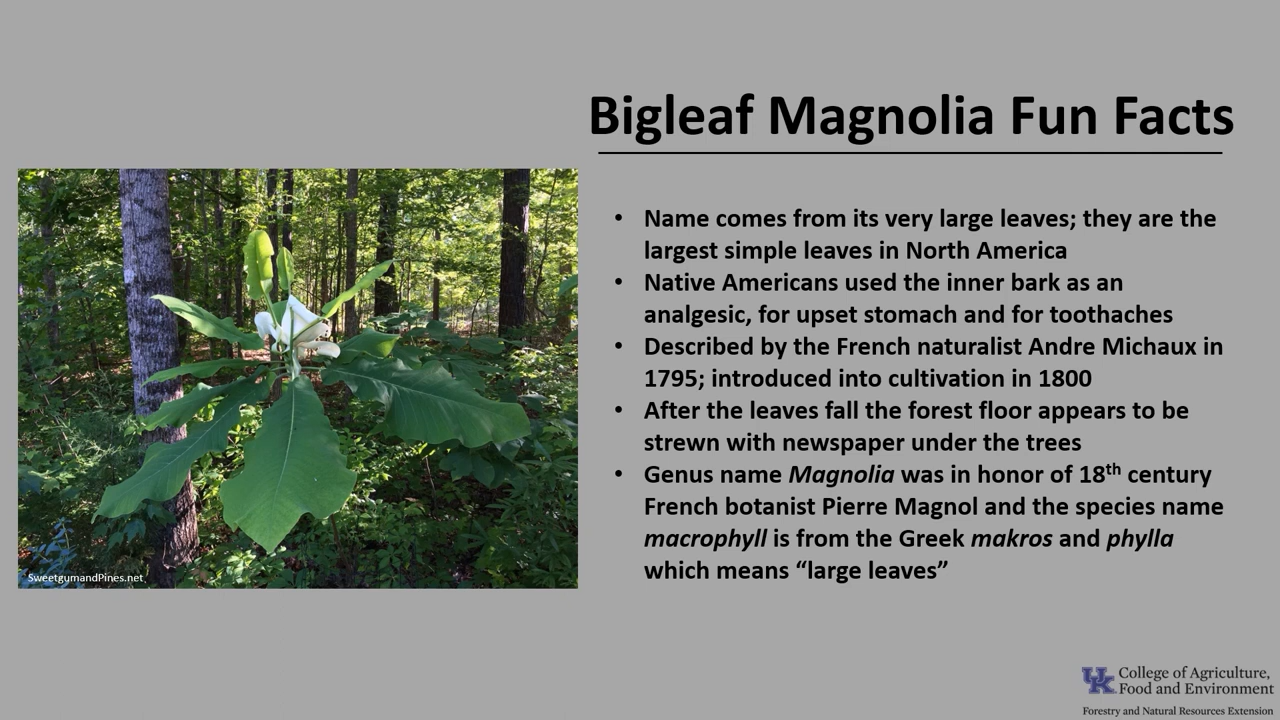 Bigleaf Magnolia Fun Facts
• Name comes from its very large leaves; they are the
largest simple leaves in North America
• Native Americans used the inner bark as an
analgesic, for upset stomach and for toothaches
• Described by the French naturalist Andre Michaux in
1795; introduced into cultivation in 1800
• After the leaves fall the forest floor appears to be
strewn with newspaper under the trees
• Genus name Magnolia was in honor of 18th century
French botanist Pierre Magnol and the species name
macrophyll is from the Greek makros and phylla
which means “large leaves”
SweetgumandPines.net
UK College of Agriculture,
Food and Environment
Forestry and Natural Resources Extension